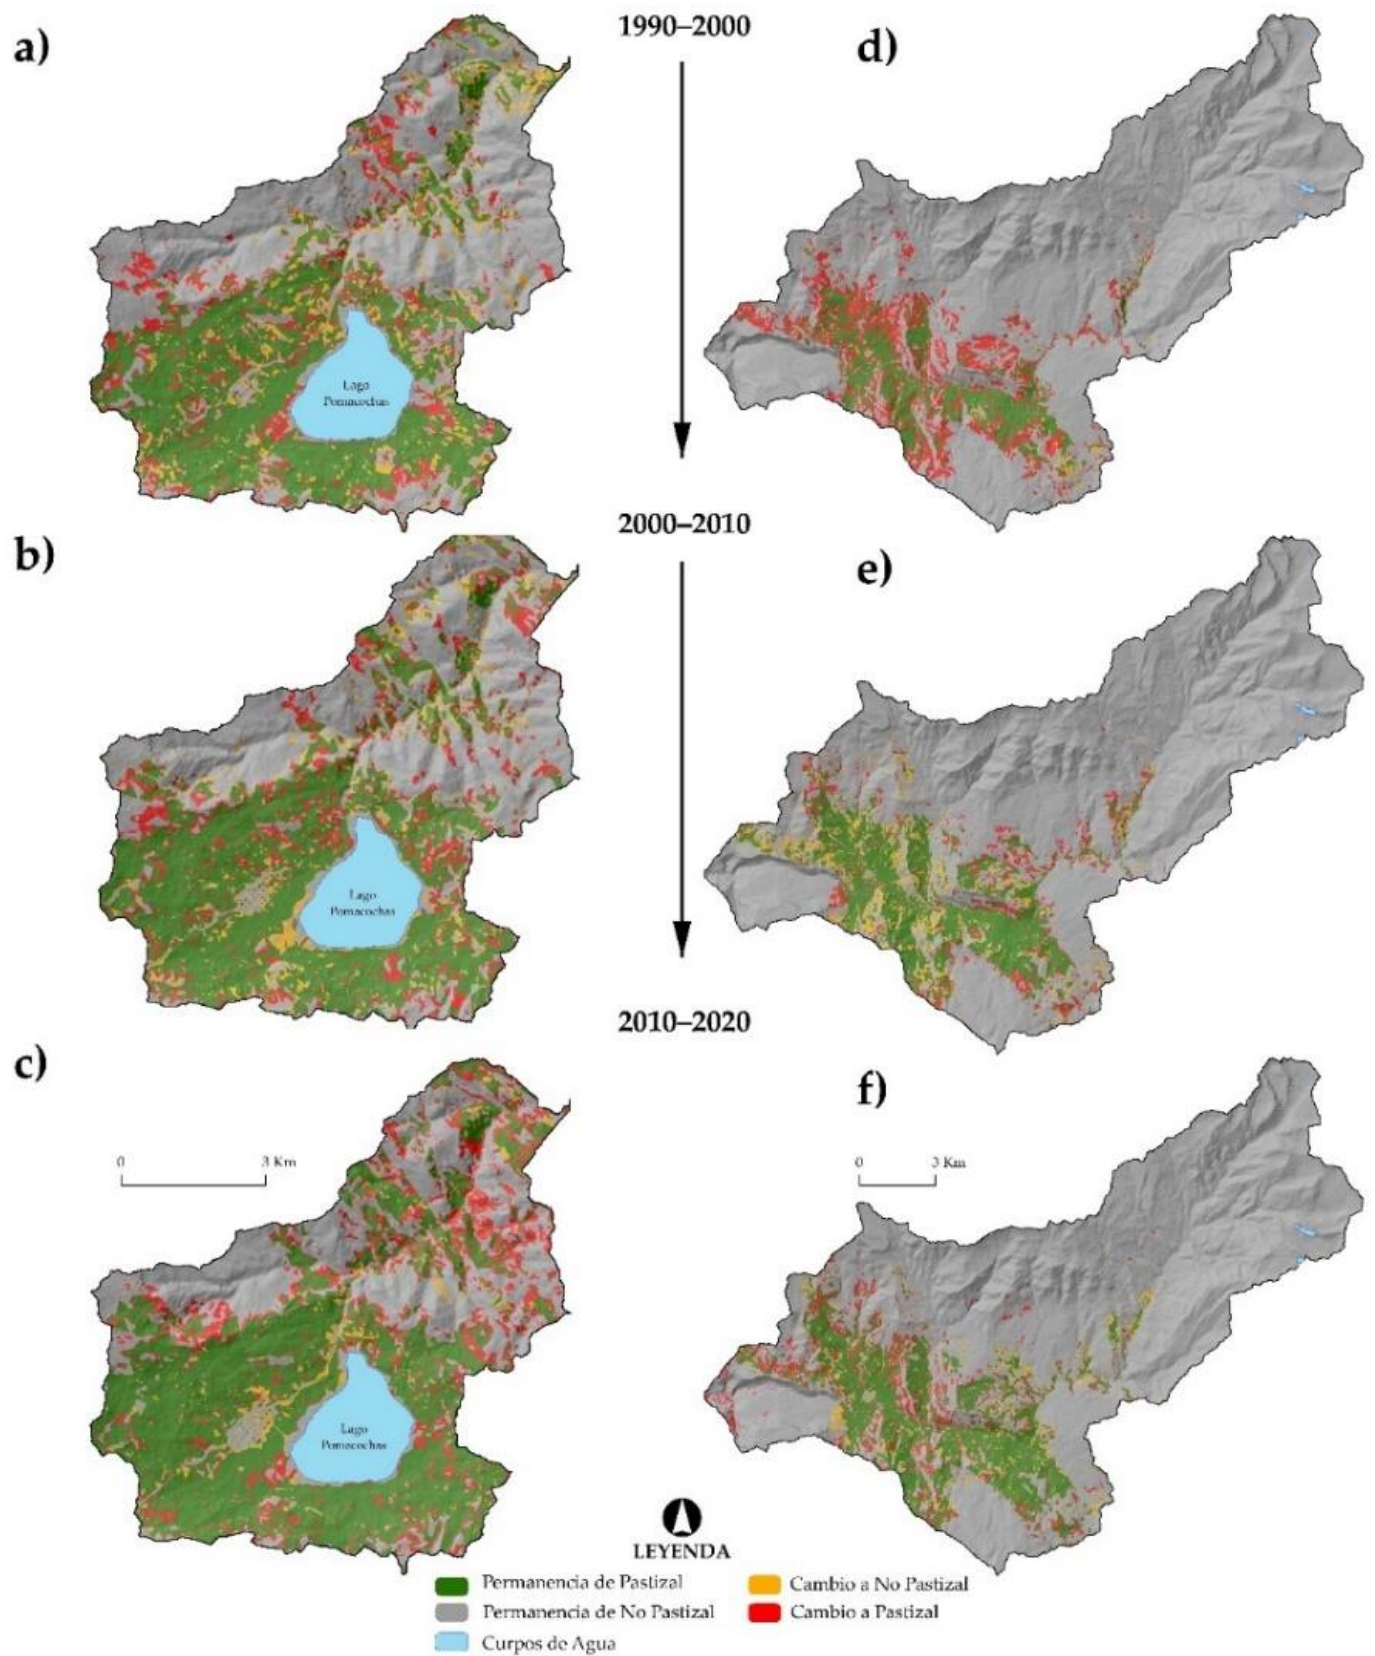 a)
1990–2000
d)
Lago
Pomacochas
2000–2010
b)
e)
Lago
Pomacochas
2010–2020
c)
f)
0 3 Km
0 3 Km
Lago
Pomacochas
LEYENDA
Permanencia de Pastizal
Cambio a No Pastizal
Permanencia de No Pastizal
Cambio a Pastizal
Curpos de Agua